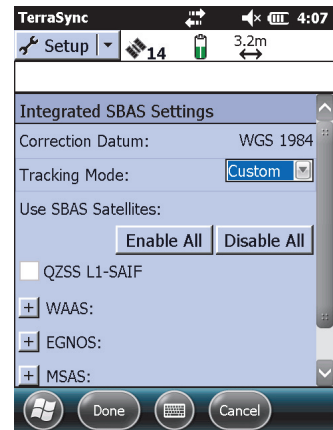 TerraSync 4:07
Setup 14 3.2m
Integrated SBAS Settings
Correction Datum: WGS 1984
Tracking Mode: Custom
Use SBAS Satellites:
Enable All Disable All
QZSS L1-SAIF
+ WAAS:
+ EGNOS:
+ MSAS:
Done Cancel